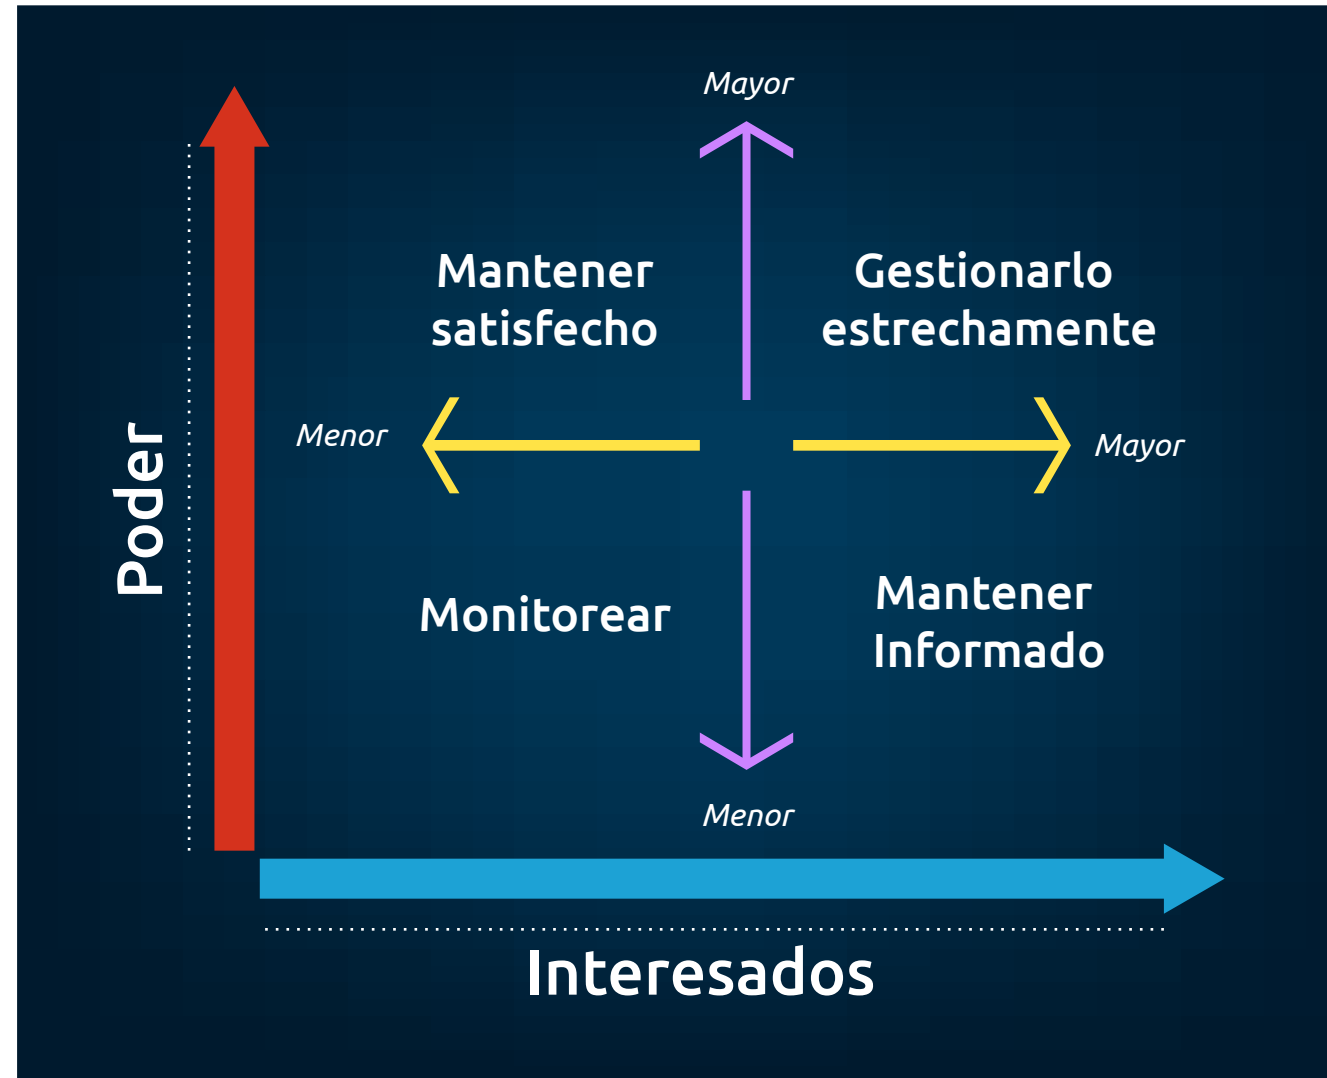 Mayor
Mantener
satisfecho
Gestionarlo
estrechamente
Menor
Mayor
Poder
Monitorear
Mantener
Informado
Menor
Interesados